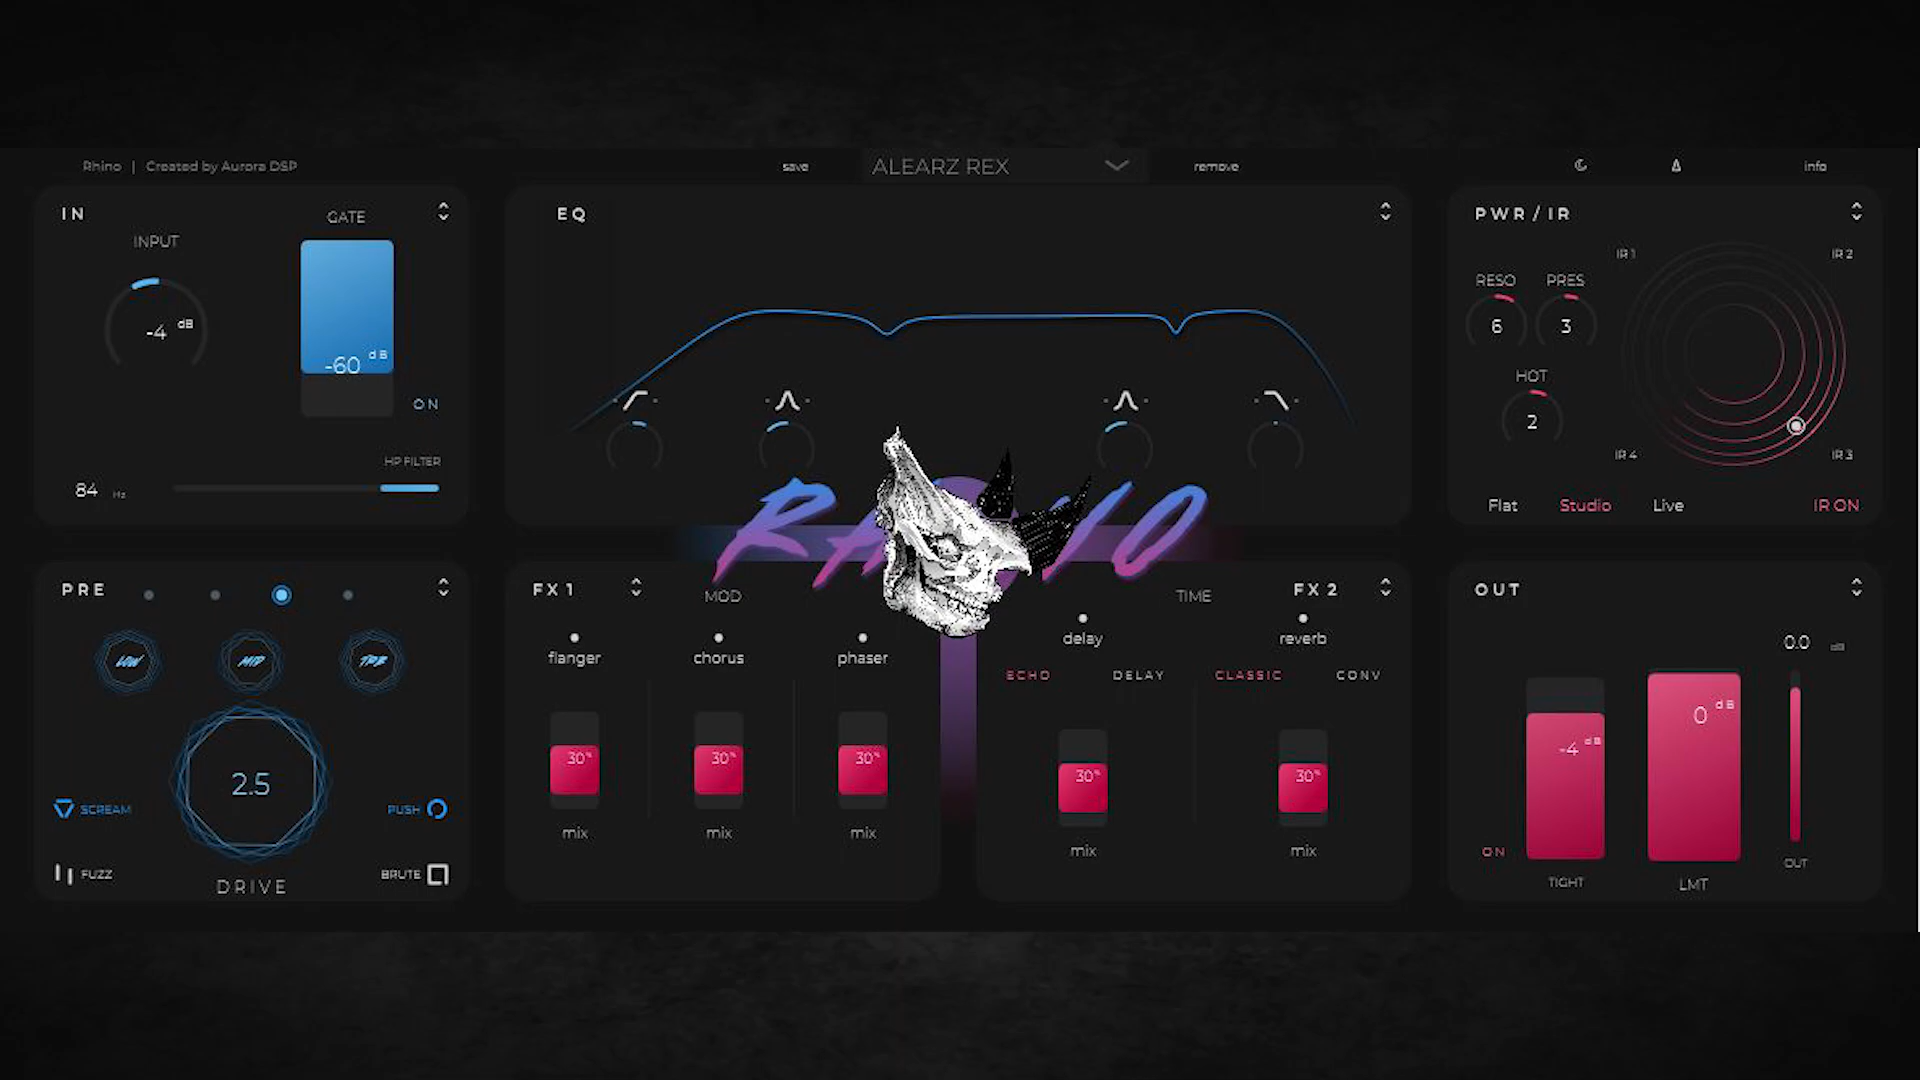 Rhino | Created by Aurora DSP
save
ALEARZ REX
remove
info
IN
GATE
INPUT
-4 dB
-60 dB
ON
HP FILTER
84 Hz
EQ
PWR / IR
IR 1
IR 2
RESO
PRES
6
3
HOT
2
IR 4
IR 3
Flat
Studio
Live
IR ON
PRE
LOW
MID
SCREAM
2.5
PUSH
FUZZ
BRUTE
DRIVE
FX 1
MOD
flanger
chorus
phaser
30%
30%
30%
mix
mix
mix
TIME
FX 2
delay
reverb
ECHO
DELAY
CLASSIC
CONV
30%
30%
mix
mix
OUT
0.0 dB
-4 dB
0 dB
ON
TIGHT
LMT
OUT